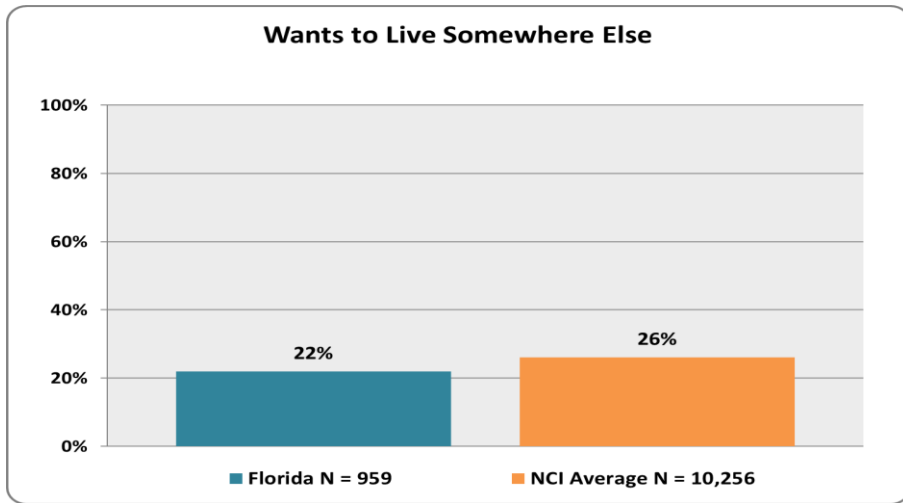 Wants to Live Somewhere Else
100%
80%
60%
40%
20%
0%
22%
26%
Florida N = 959
NCI Average N = 10,256